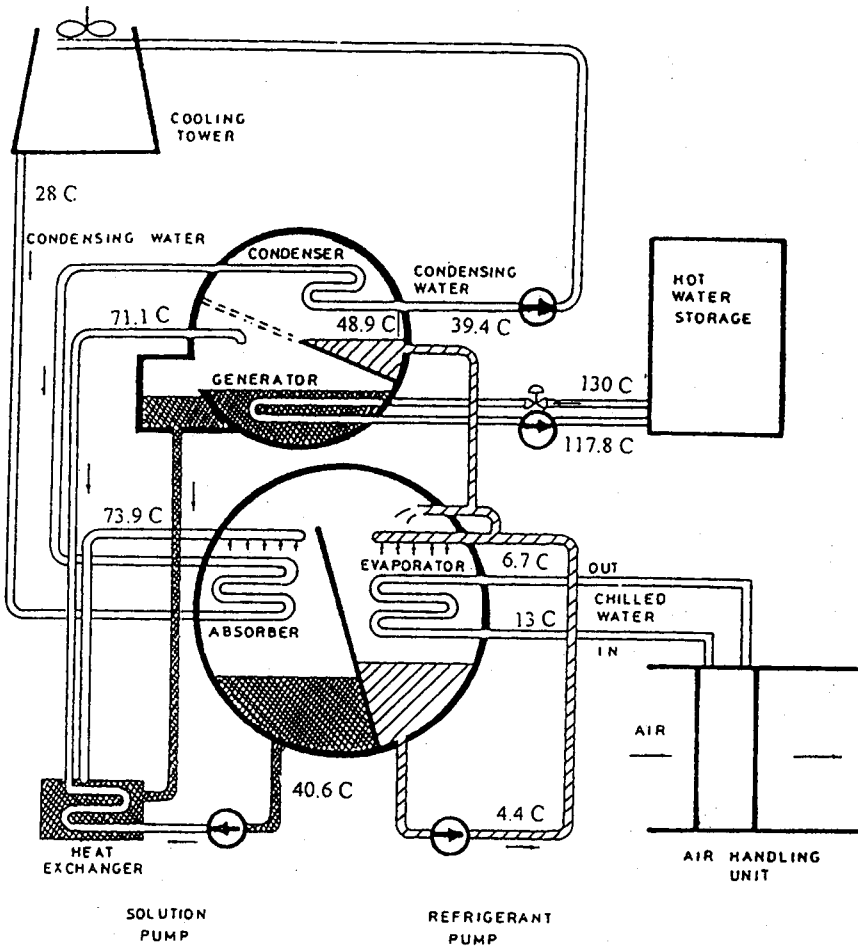 COOLING
TOWER
28 C
CONDENSING WATER
CONDENSER
CONDENSING
WATER
HOT
WATER
STORAGE
71.1 C
48.9 C
39.4 C
GENERATOR
130 C
117.8 C
73.9 C
EVAPORATOR
6.7 C
OUT
CHILLED
WATER
ABSORBER
13 C
IN
AIR
40.6 C
4.4 C
HEAT
EXCHANGER
AIR HANDLING
UNIT
SOLUTION
PUMP
REFRIGERANT
PUMP